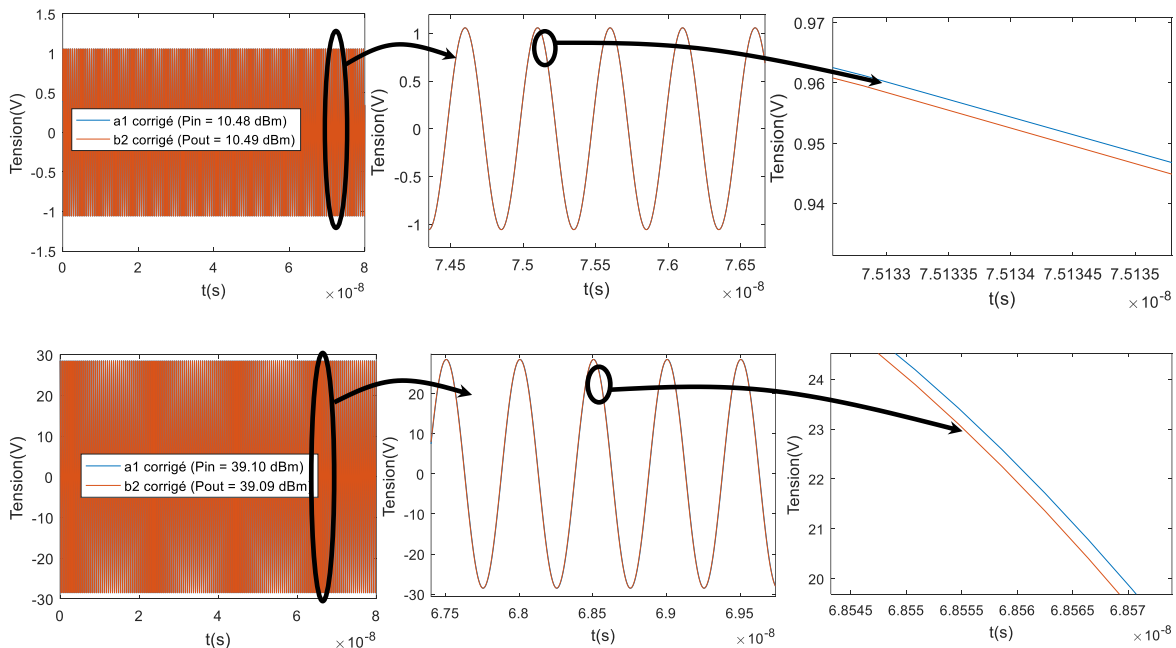 1.5
1
0.5
0
-0.5
-1
-1.5
Tension(V)
a1 corrigé (Pin = 10.48 dBm)
b2 corrigé (Pout = 10.49 dBm)
0 2 4 6 8
t(s)
×10-8
1
0.5
0
-0.5
-1
Tension(V)
7.45 7.5 7.55 7.6 7.65
t(s)
×10-8
0.97
0.96
0.95
0.94
Tension(V)
7.5133 7.51335 7.5134 7.51345 7.5135
t(s)
×10-8
30
20
10
0
-10
-20
-30
Tension(V)
a1 corrigé (Pin = 39.10 dBm)
b2 corrigé (Pout = 39.09 dBm)
0 2 4 6 8
t(s)
×10-8
20
10
0
-10
-20
-30
Tension(V)
6.75 6.8 6.85 6.9 6.95
t(s)
×10-8
24
23
22
21
20
Tension(V)
6.8545 6.855 6.8555 6.856 6.8565 6.857
t(s)
×10-8